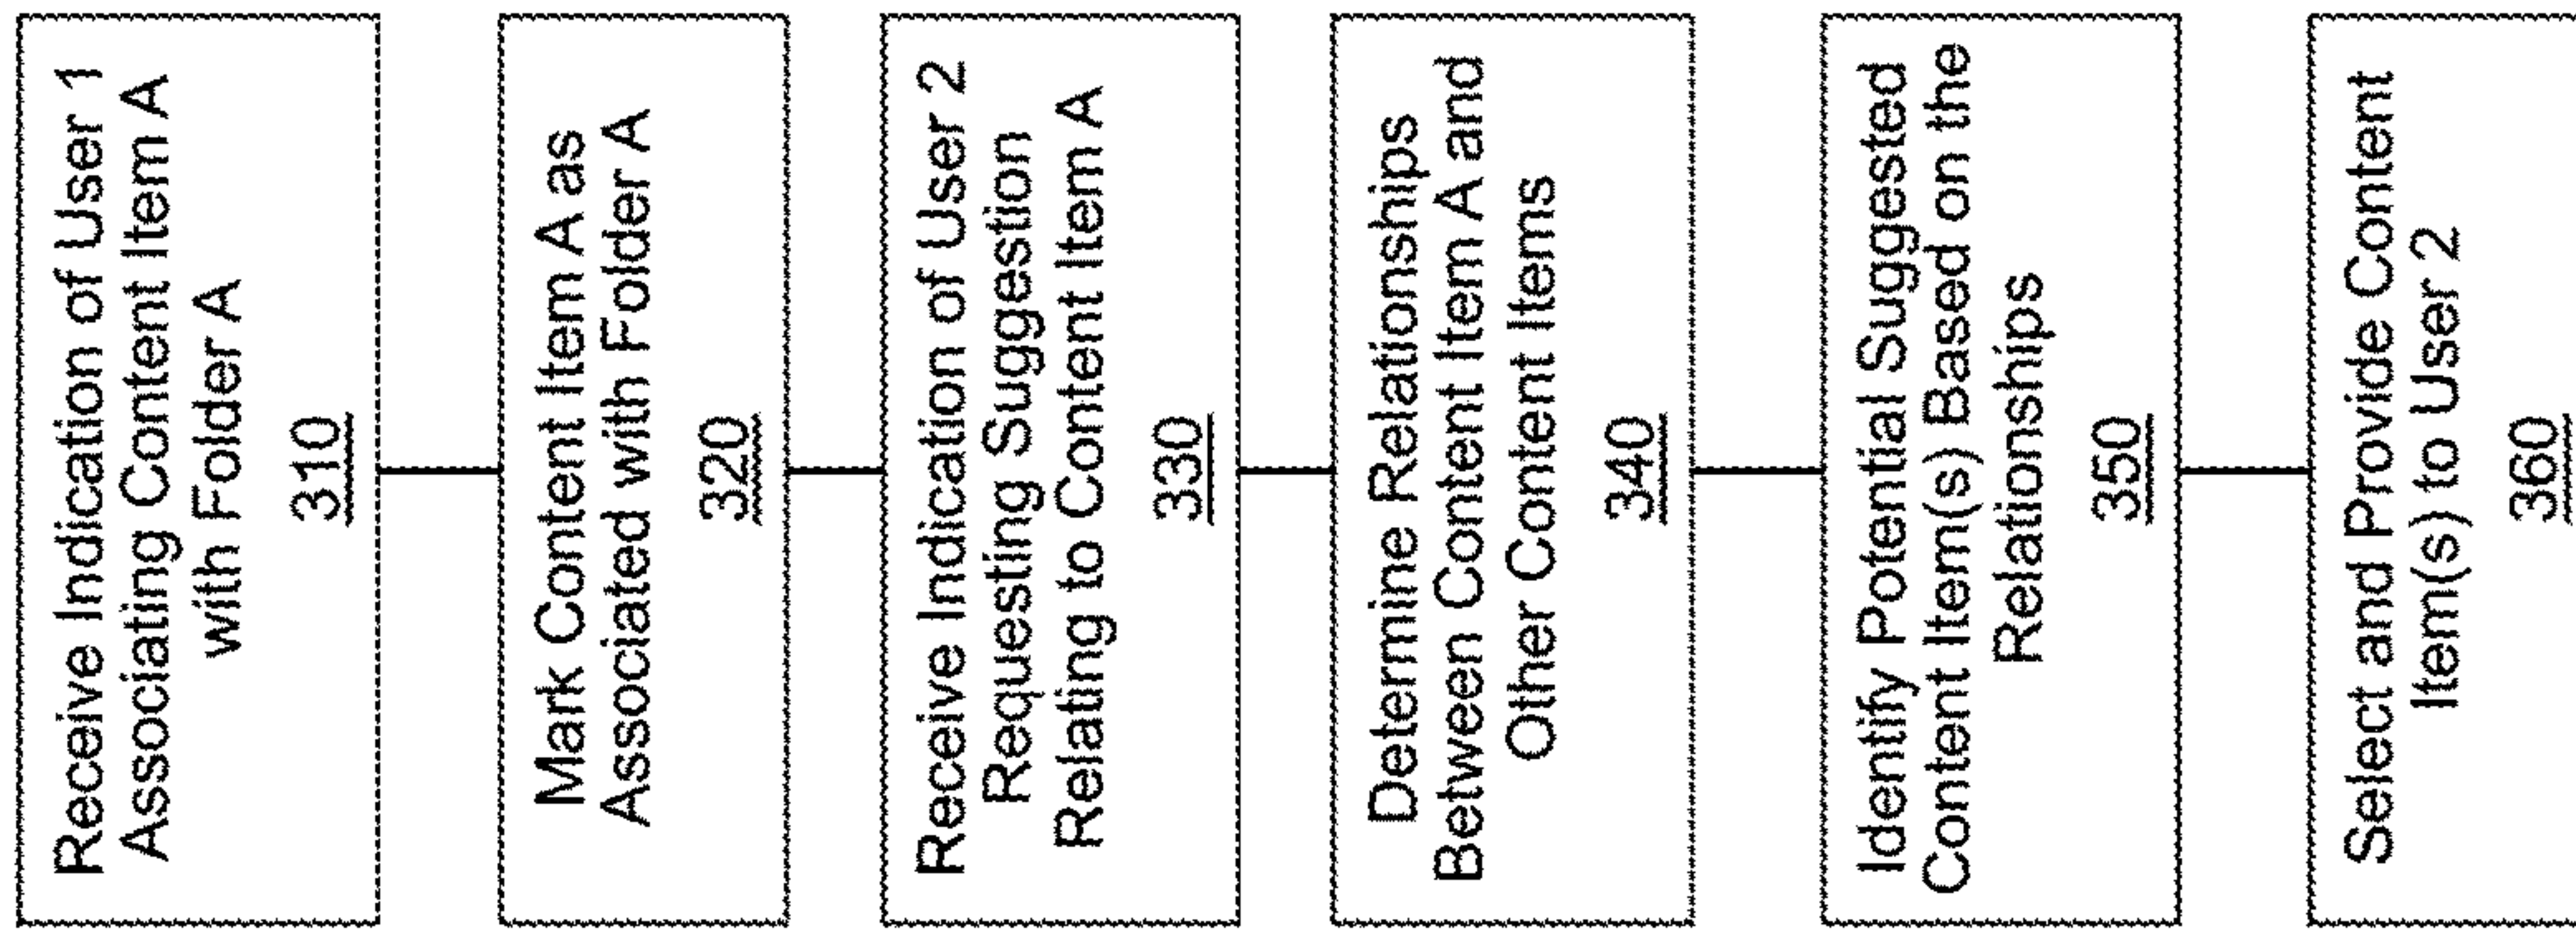 Receive Indication of User 1
Associating Content Item A
with Folder A
310
Mark Content Item A as
Associated with Folder A
320
Receive Indication of User 2
Requesting Suggestion
Relating to Content Item A
330
Determine Relationships
Between Content Item A and
Other Content Items
340
Identify Potential Suggested
Content Item(s) Based on the
Relationships
350
Select and Provide Content
Item(s) to User 2
360